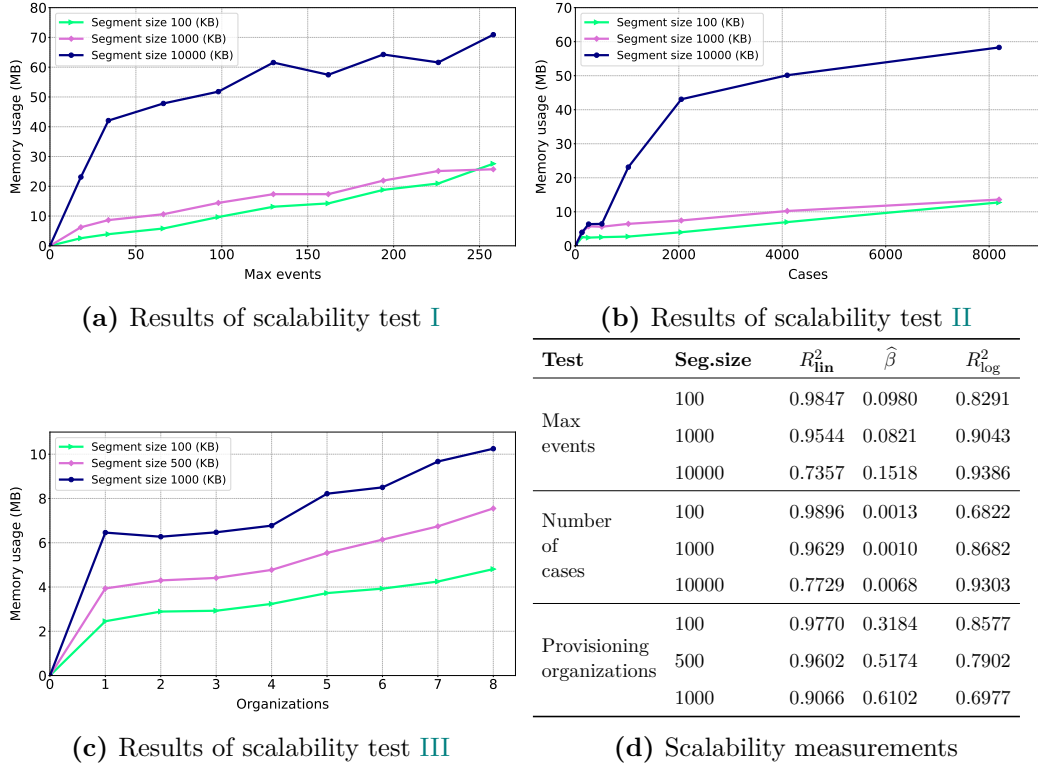 Segment size 100 (KB)
Segment size 1000 (KB)
Segment size 10000 (KB)
Memory usage (MB)
80
70
60
50
40
30
20
10
0
0 50 100 150 200 250
Max events
(a) Results of scalability test I
Segment size 100 (KB)
Segment size 1000 (KB)
Segment size 10000 (KB)
Memory usage (MB)
70
60
50
40
30
20
10
0
0 2000 4000 6000 8000
Cases
(b) Results of scalability test II
Segment size 100 (KB)
Segment size 500 (KB)
Segment size 1000 (KB)
Memory usage (MB)
10
8
6
4
2
0
0 1 2 3 4 5 6 7 8
Organizations
(c) Results of scalability test III
Test Seg.size R²lin β̂ R²log
Max events
100 0.9847 0.0980 0.8291
1000 0.9544 0.0821 0.9043
10000 0.7357 0.1518 0.9386
Number of cases
100 0.9896 0.0013 0.6822
1000 0.9629 0.0010 0.8682
10000 0.7729 0.0068 0.9303
Provisioning organizations
100 0.9770 0.3184 0.8577
500 0.9602 0.5174 0.7902
1000 0.9066 0.6102 0.6977
(d) Scalability measurements